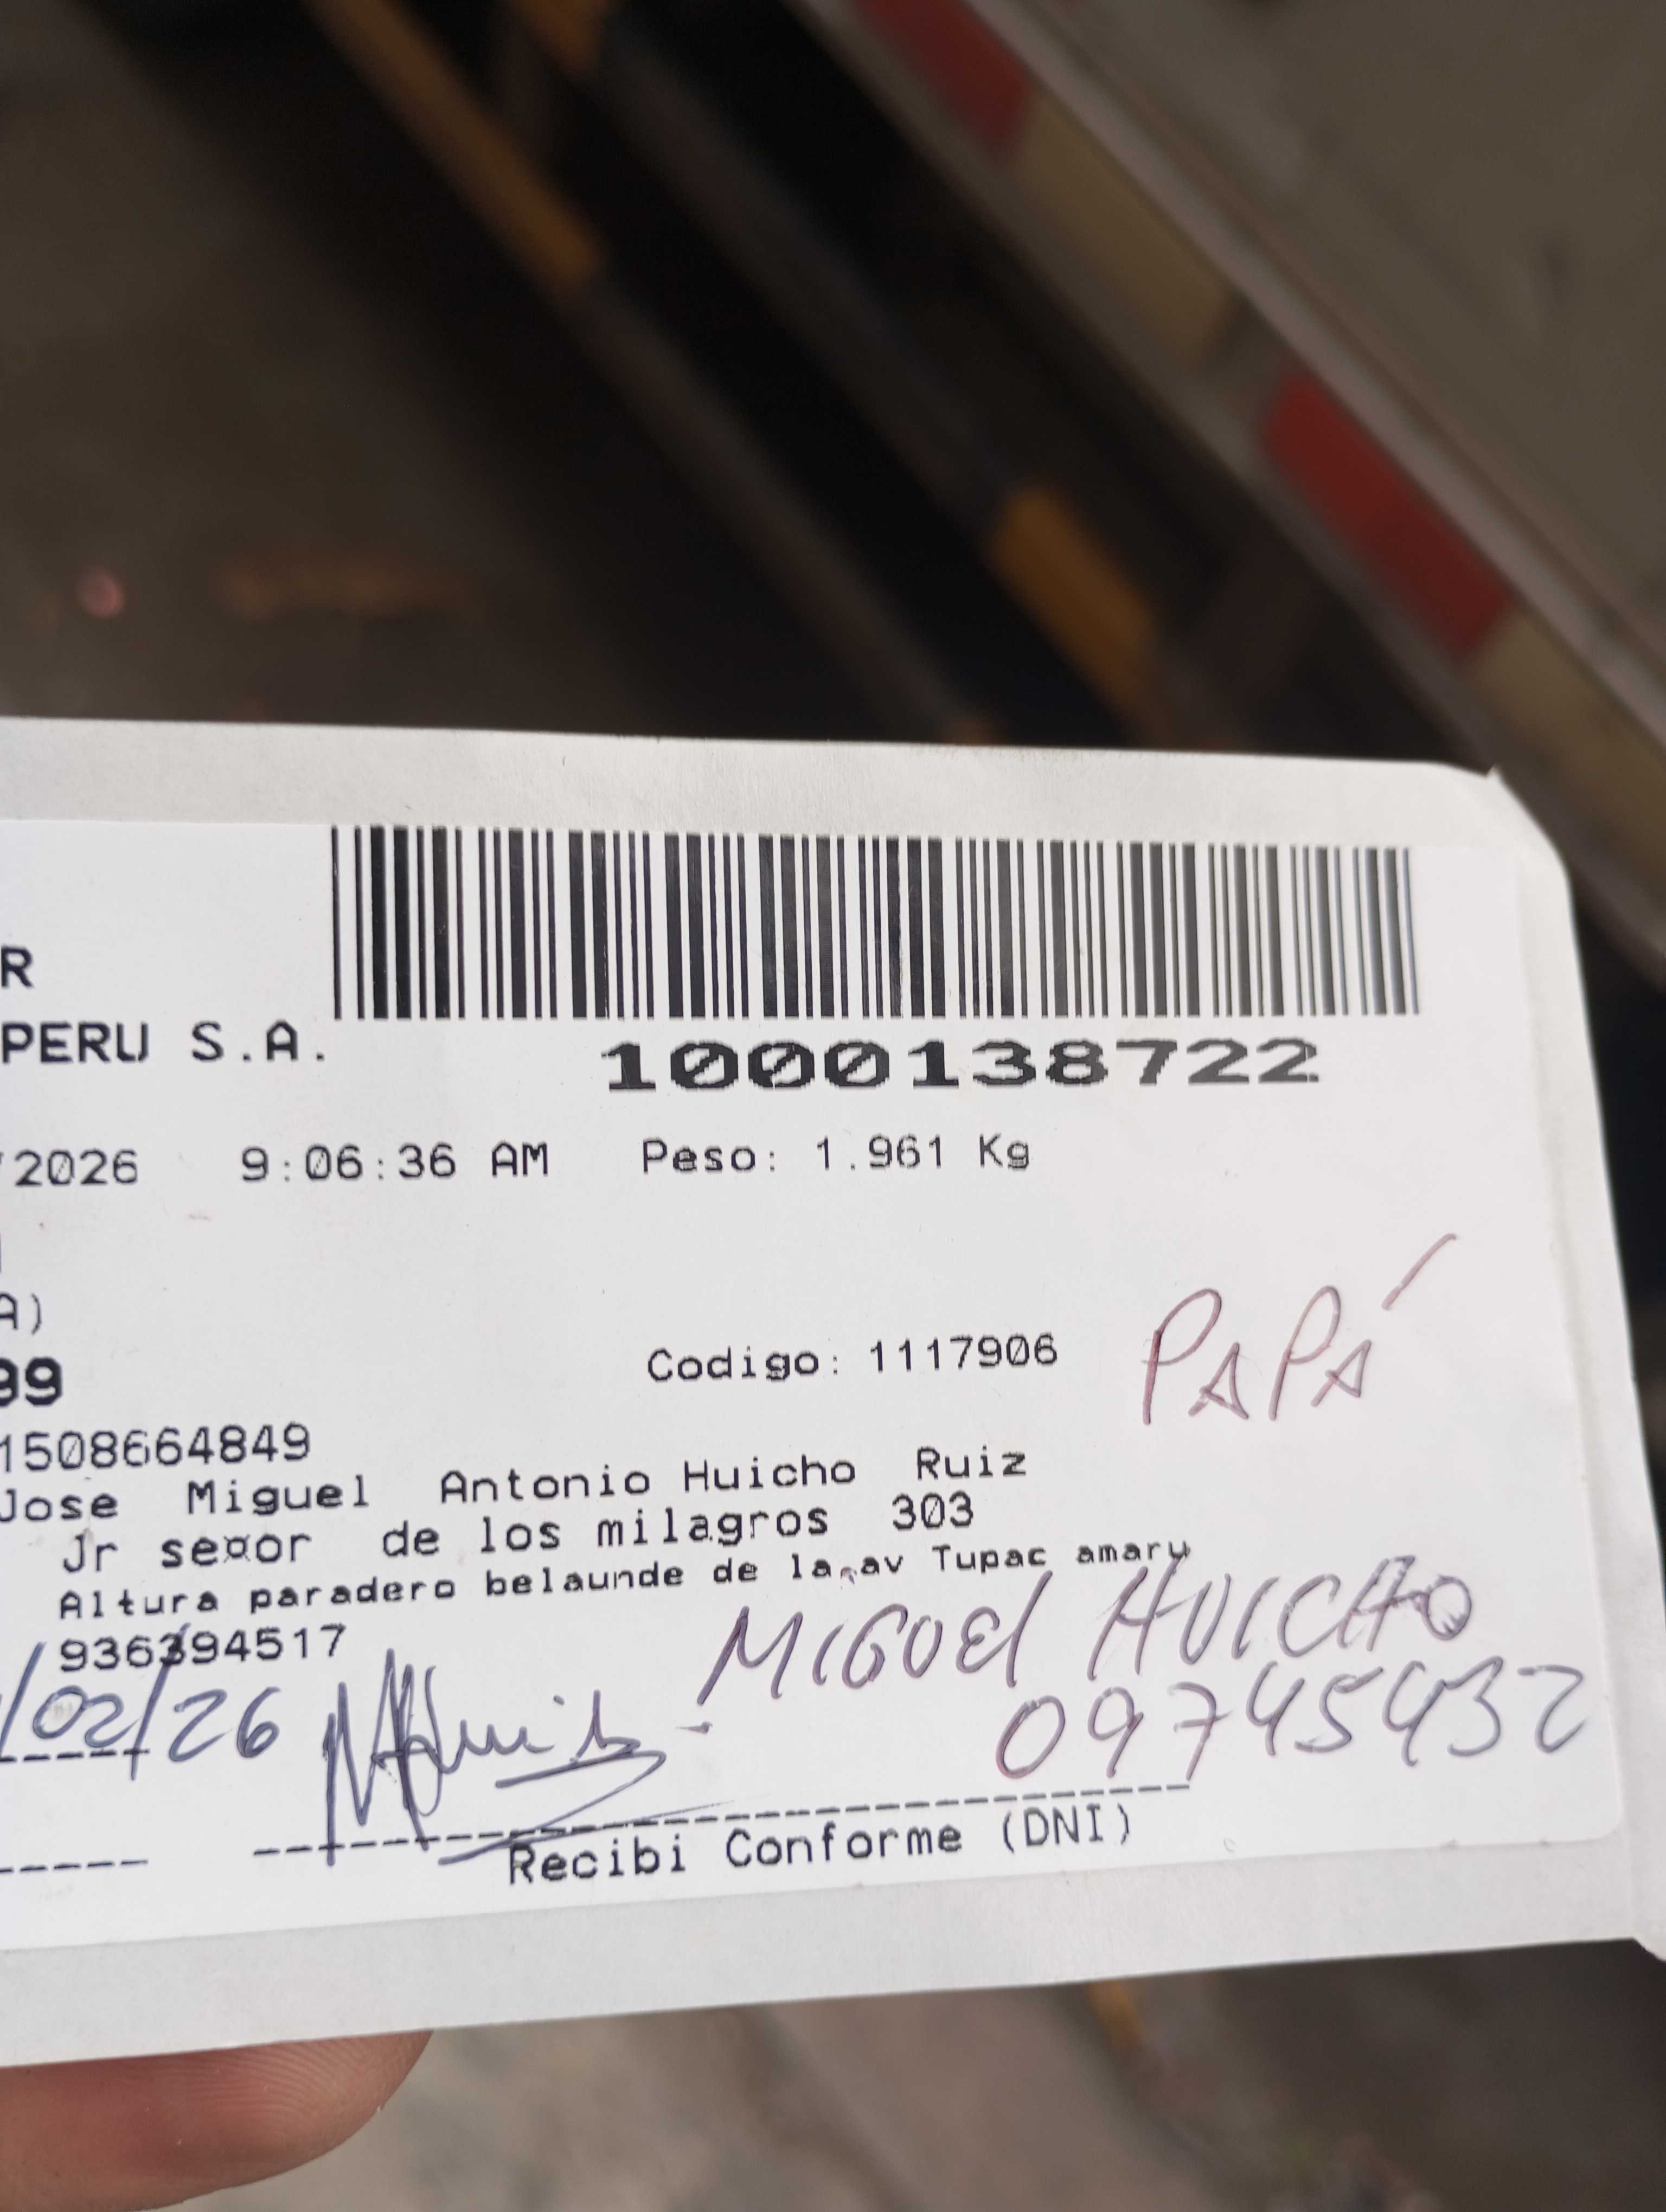 R
PERU S.A.
1000138722
/2026 9:06:36 AM Peso: 1.961 Kg
A)
99
Codigo: 1117906
PAPÁ
1508664849
Jose Miguel Antonio Huicho Ruiz
Jr se¤or de los milagros 303
Altura paradero belaunde de la av Tupac amaru
936394517
MIGUEl HUICHO
/02/26
09745432
Recibi Conforme (DNI)